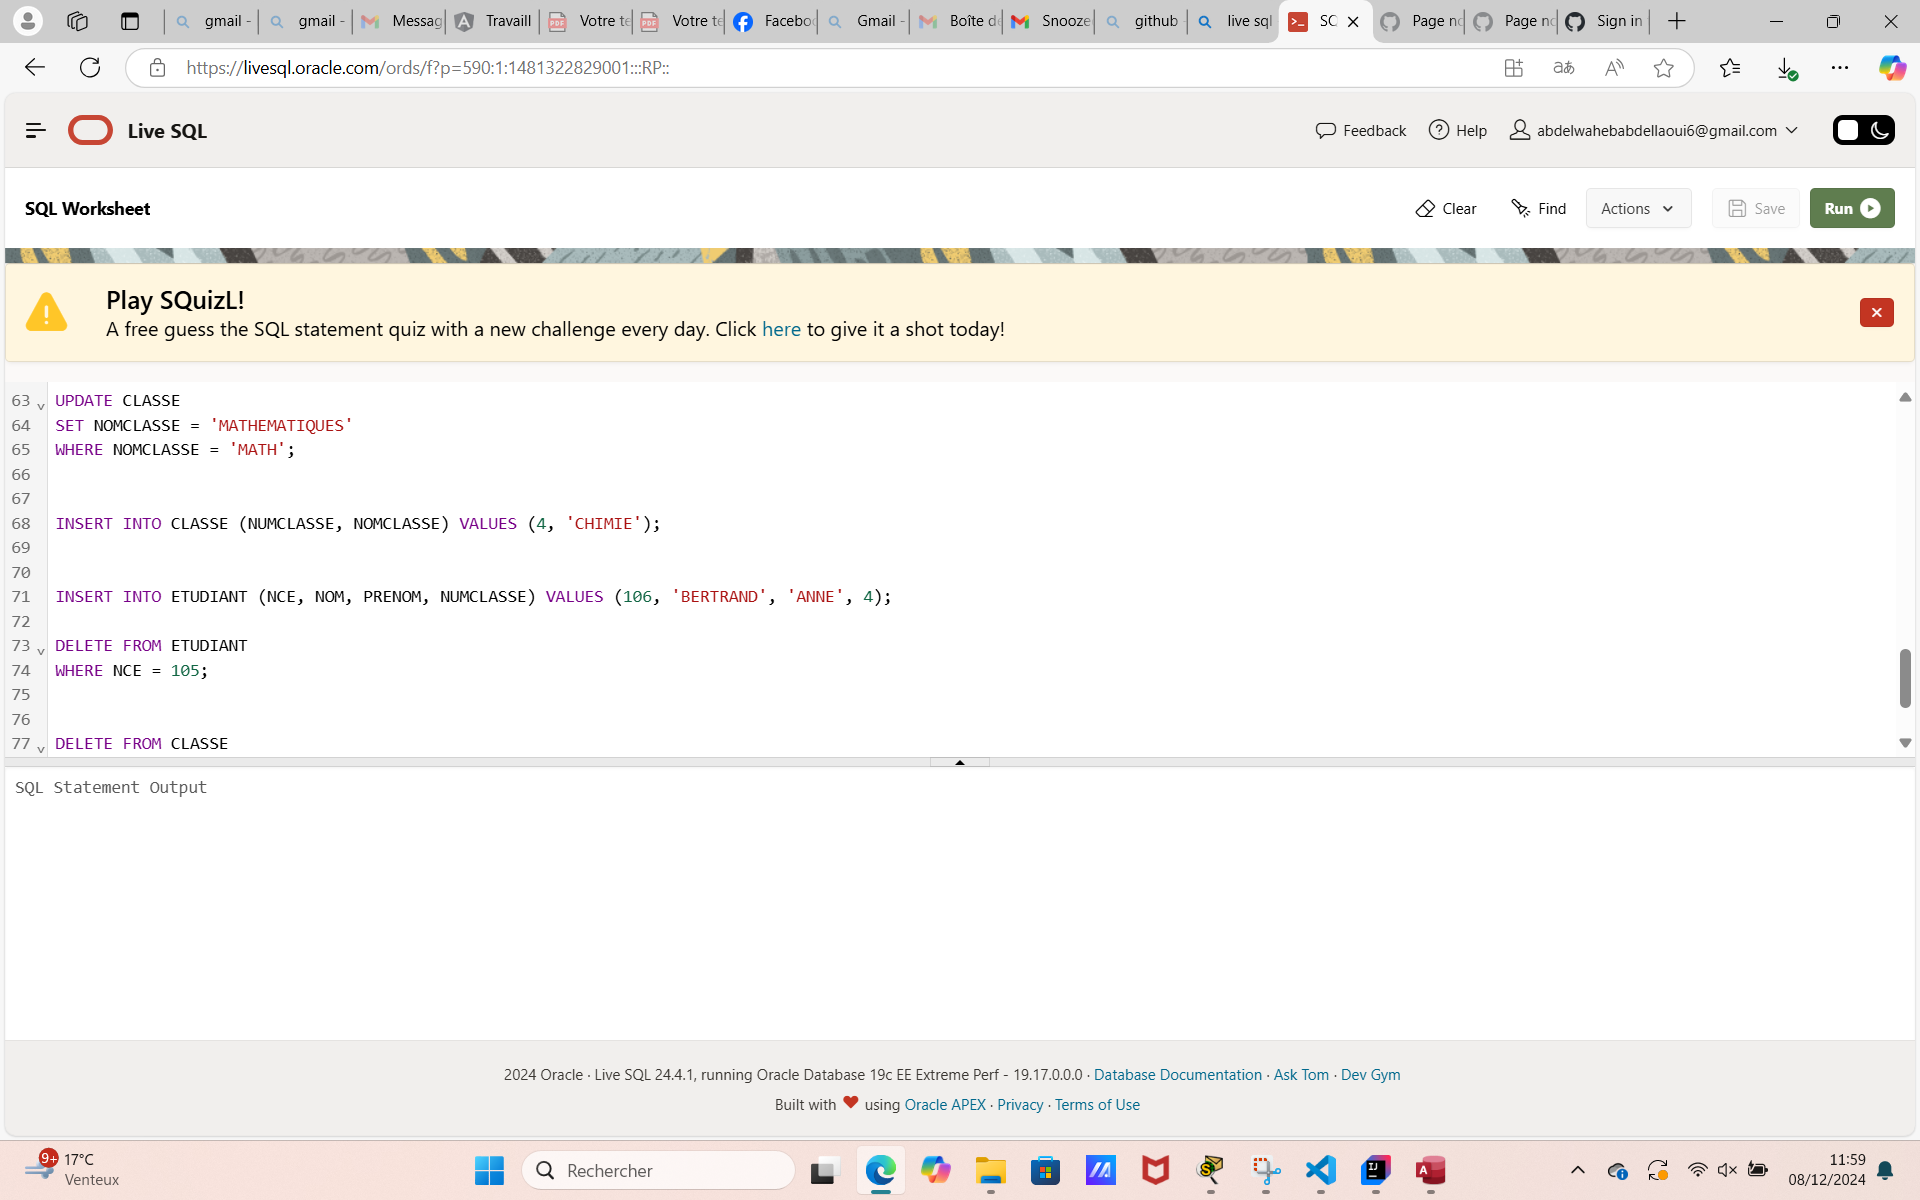 gmail -
gmail -
Messag
Travaill
Votre te
Votre te
Faceboo
Gmail -
Boîte de
Snooze
github
live sql
SQ
Page no
Page no
Sign in
https://livesql.oracle.com/ords/f?p=590:1:1481322829001:::RP::
Live SQL
Feedback
Help
abdelwahebabdellaoui6@gmail.com
SQL Worksheet
Clear
Find
Actions
Save
Run
Play SQuizL!
A free guess the SQL statement quiz with a new challenge every day. Click here to give it a shot today!
63 UPDATE CLASSE
64 SET NOMCLASSE = 'MATHEMATIQUES'
65 WHERE NOMCLASSE = 'MATH';
66
67
68 INSERT INTO CLASSE (NUMCLASSE, NOMCLASSE) VALUES (4, 'CHIMIE');
69
70
71 INSERT INTO ETUDIANT (NCE, NOM, PRENOM, NUMCLASSE) VALUES (106, 'BERTRAND', 'ANNE', 4);
72
73 DELETE FROM ETUDIANT
74 WHERE NCE = 105;
75
76
77 DELETE FROM CLASSE
SQL Statement Output
2024 Oracle · Live SQL 24.4.1, running Oracle Database 19c EE Extreme Perf - 19.17.0.0.0 · Database Documentation · Ask Tom · Dev Gym
Built with ❤ using Oracle APEX · Privacy · Terms of Use
9+
17°C
Venteux
Rechercher
11:59
08/12/2024